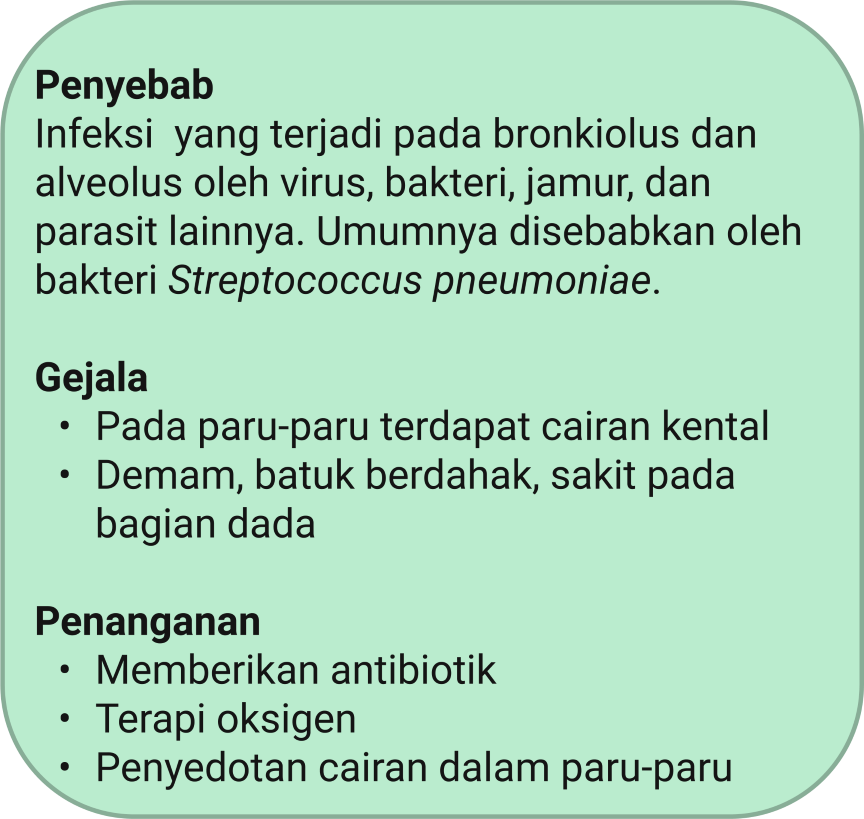 Penyebab
Infeksi  yang terjadi pada bronkiolus dan
alveolus oleh virus, bakteri, jamur, dan
parasit lainnya. Umumnya disebabkan oleh
bakteri Streptococcus pneumoniae.
Gejala
• Pada paru-paru terdapat cairan kental
• Demam, batuk berdahak, sakit pada
bagian dada
Penanganan
• Memberikan antibiotik
• Terapi oksigen
• Penyedotan cairan dalam paru-paru